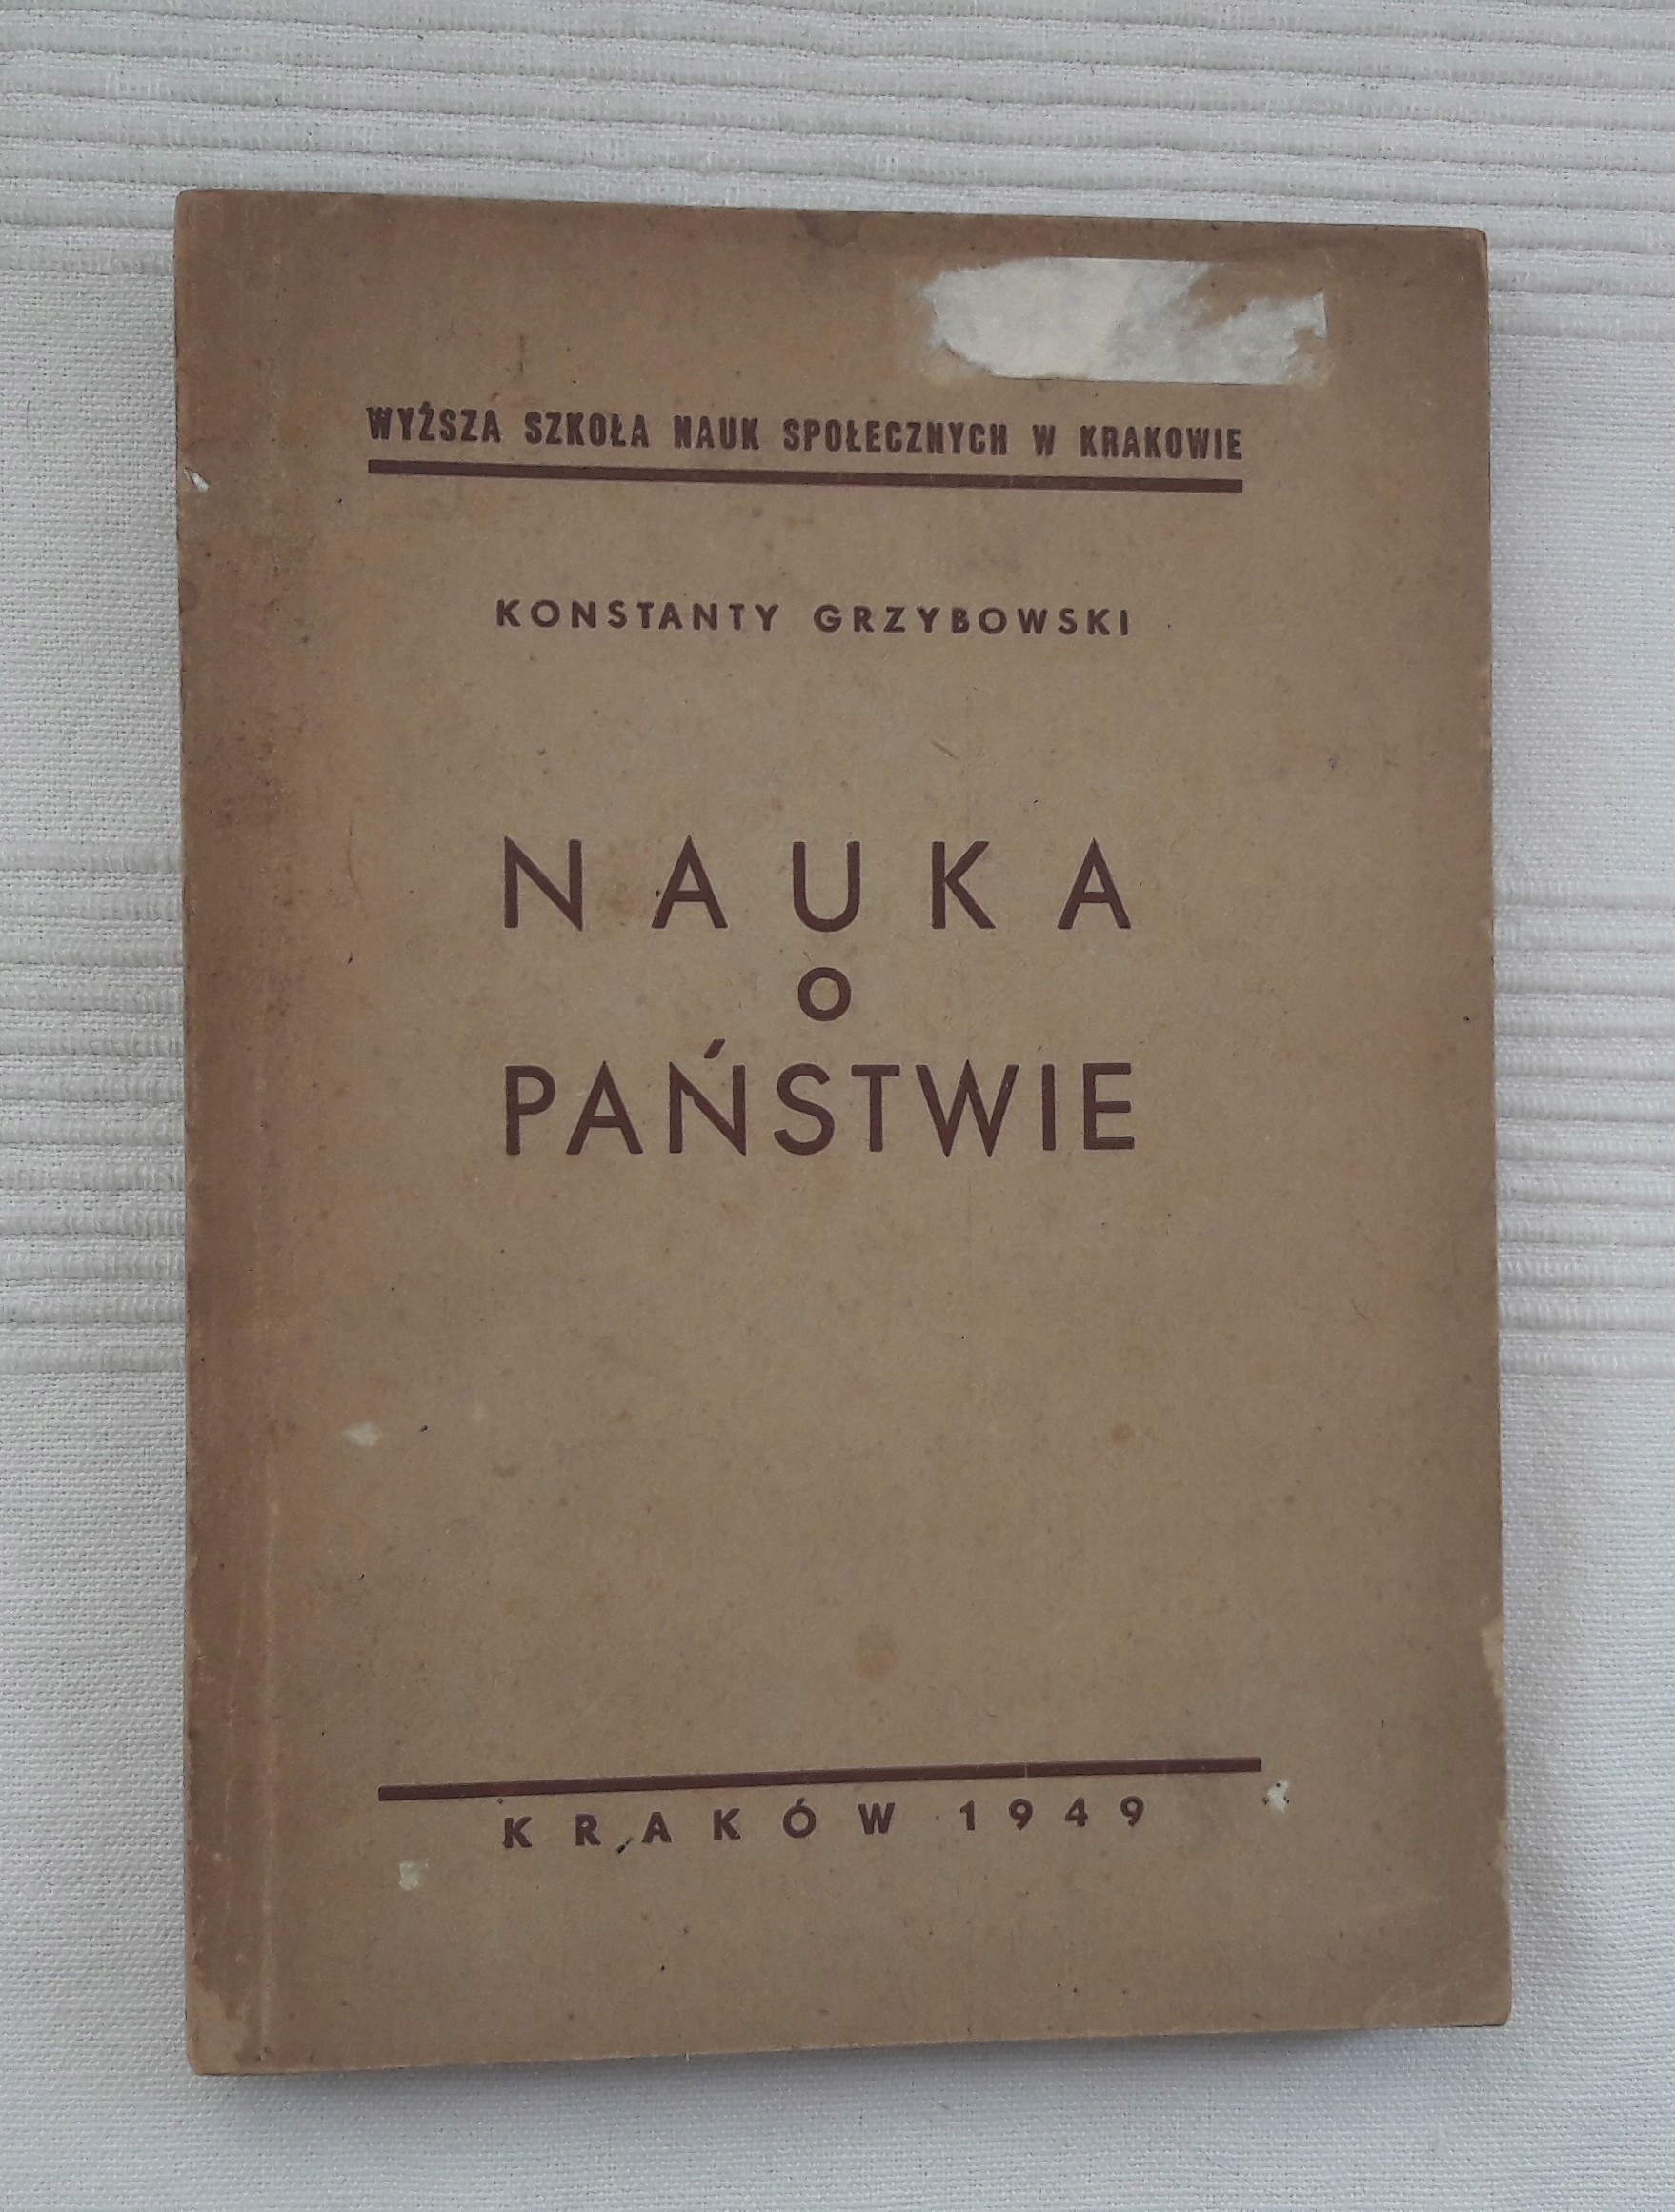 WYŻSZA SZKOŁA NAUK SPOŁECZNYCH W KRAKOWIE
KONSTANTY GRZYBOWSKI
NAUKA
O
PAŃSTWIE
KRAKÓW 1949